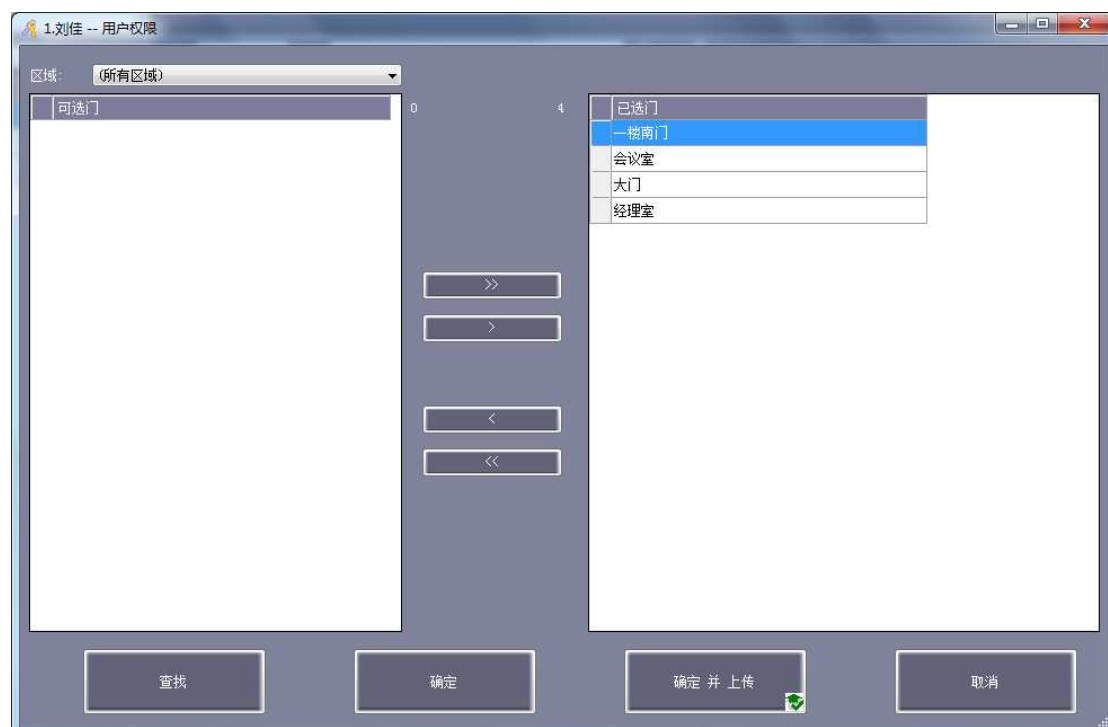 1.刘佳 -- 用户权限
区域: (所有区域)
可选门
0 4
已选门
一楼南门
会议室
大门
经理室
>>
>
<
<<
查找
确定
确定 并 上传
取消